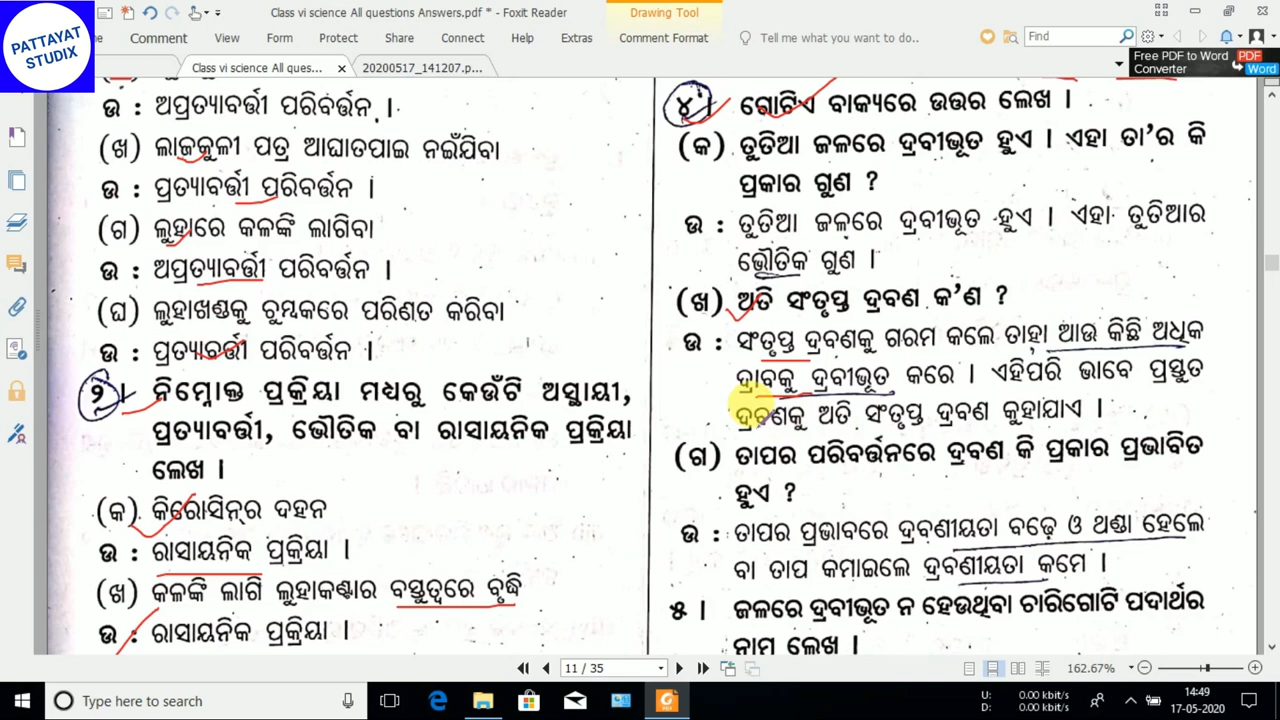 PATTAYAT
STUDIX
Class vi science All questions Answers.pdf * - Foxit Reader
Drawing Tool
Comment View Form Protect Share Connect Help Extras Comment Format Tell me what you want to do.. Find
Free PDF to Word
Converter
PDF
Word
Class vi science All ques... 20200517_141207.p...
ଉ : ଅପ୍ରତ୍ୟାବର୍ତ୍ତୀ ପରିବର୍ତ୍ତନ ।
(ଖ) ଲାଜକୁଳୀ ପତ୍ର ଆଘାତପାଇ ନଇଁଯିବା
ଉ : ପ୍ରତ୍ୟାବର୍ତ୍ତୀ ପରିବର୍ତ୍ତନ ।
(ଗ) ଲୁହାରେ କଳଙ୍କି ଲାଗିବା
ଉ : ଅପ୍ରତ୍ୟାବର୍ତ୍ତୀ ପରିବର୍ତ୍ତନ ।
(ଘ) ଲୁହାଖଣ୍ଡକୁ ଚୁମ୍ବକରେ ପରିଣତ କରିବା
ଉ : ପ୍ରତ୍ୟାବର୍ତ୍ତୀ ପରିବର୍ତ୍ତନ ।
୨ । ନିମ୍ନୋକ୍ତ ପ୍ରକ୍ରିୟା ମଧ୍ୟରୁ କେଉଁଟି ଅସ୍ଥାୟୀ,
ପ୍ରତ୍ୟାବର୍ତ୍ତୀ, ଭୌତିକ ବା ରାସାୟନିକ ପ୍ରକ୍ରିୟା
ଲେଖ ।
(କ) କିରୋସିନ୍‌ର ଦହନ
ଉ : ରାସାୟନିକ ପ୍ରକ୍ରିୟା ।
(ଖ) କଳଙ୍କି ଲାଗି ଲୁହାକଣ୍ଟାର ବସ୍ତୁତ୍ୱରେ ବୃଦ୍ଧି
ଉ : ରାସାୟନିକ ପ୍ରକ୍ରିୟା ।
୪ । ଗୋଟିଏ ବାକ୍ୟରେ ଉତ୍ତର ଲେଖ ।
(କ) ତୁତିଆ ଜଳରେ ଦ୍ରବୀଭୂତ ହୁଏ । ଏହା ତା'ର କି
ପ୍ରକାର ଗୁଣ ?
ଉ : ତୁତିଆ ଜଳରେ ଦ୍ରବୀଭୂତ ହୁଏ । ଏହା ତୁତିଆର
ଭୌତିକ ଗୁଣ ।
(ଖ) ଅତି ସଂତୃପ୍ତ ଦ୍ରବଣ କ'ଣ ?
ଉ : ସଂତୃପ୍ତ ଦ୍ରବଣକୁ ଗରମ କଲେ ତାହା ଆଉ କିଛି ଅଧିକ
ଦ୍ରାବକୁ ଦ୍ରବୀଭୂତ କରେ । ଏହିପରି ଭାବେ ପ୍ରସ୍ତୁତ
ଦ୍ରବଣକୁ ଅତି ସଂତୃପ୍ତ ଦ୍ରବଣ କୁହାଯାଏ ।
(ଗ) ତାପର ପରିବର୍ତ୍ତନରେ ଦ୍ରବଣ କି ପ୍ରକାର ପ୍ରଭାବିତ
ହୁଏ ?
ଉ : ତାପର ପ୍ରଭାବରେ ଦ୍ରବଣୀୟତା ବଢ଼େ ଓ ଥଣ୍ଡା ହେଲେ
ବା ତାପ କମାଇଲେ ଦ୍ରବଣୀୟତା କମେ ।
୫ । ଜଳରେ ଦ୍ରବୀଭୂତ ନ ହେଉଥିବା ଚାରିଗୋଟି ପଦାର୍ଥର
ନାମ ଲେଖ ।
11 / 35 162.67%
Type here to search
U: 0.00 kbit/s
D: 0.00 kbit/s
14:49
17-05-2020